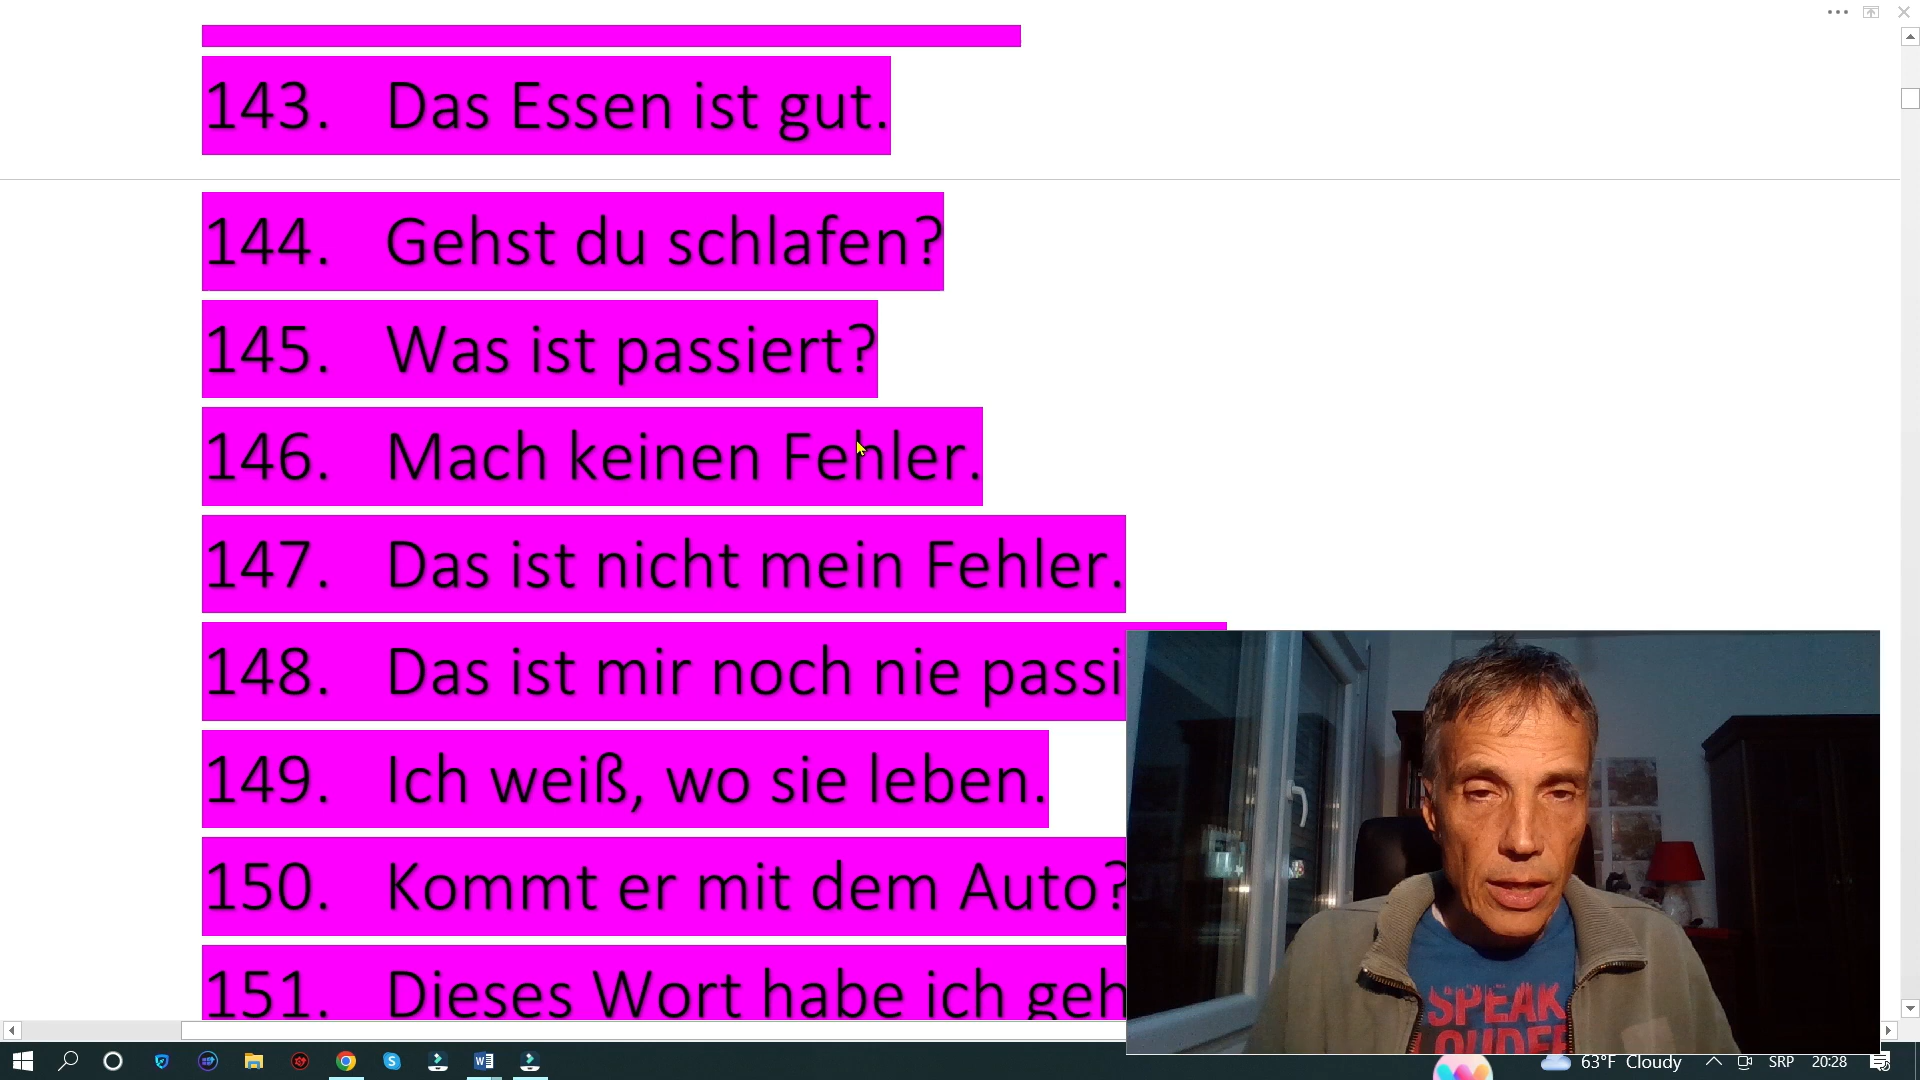 143. Das Essen ist gut.
144. Gehst du schlafen?
145. Was ist passiert?
146. Mach keinen Fehler.
147. Das ist nicht mein Fehler.
148. Das ist mir noch nie
149. Ich weiß, wo sie leben.
150. Kommt er mit dem Auto?
151. Dieses Wort habe ich
SPEAK
LOUDER
63°F Cloudy SRP 20:28